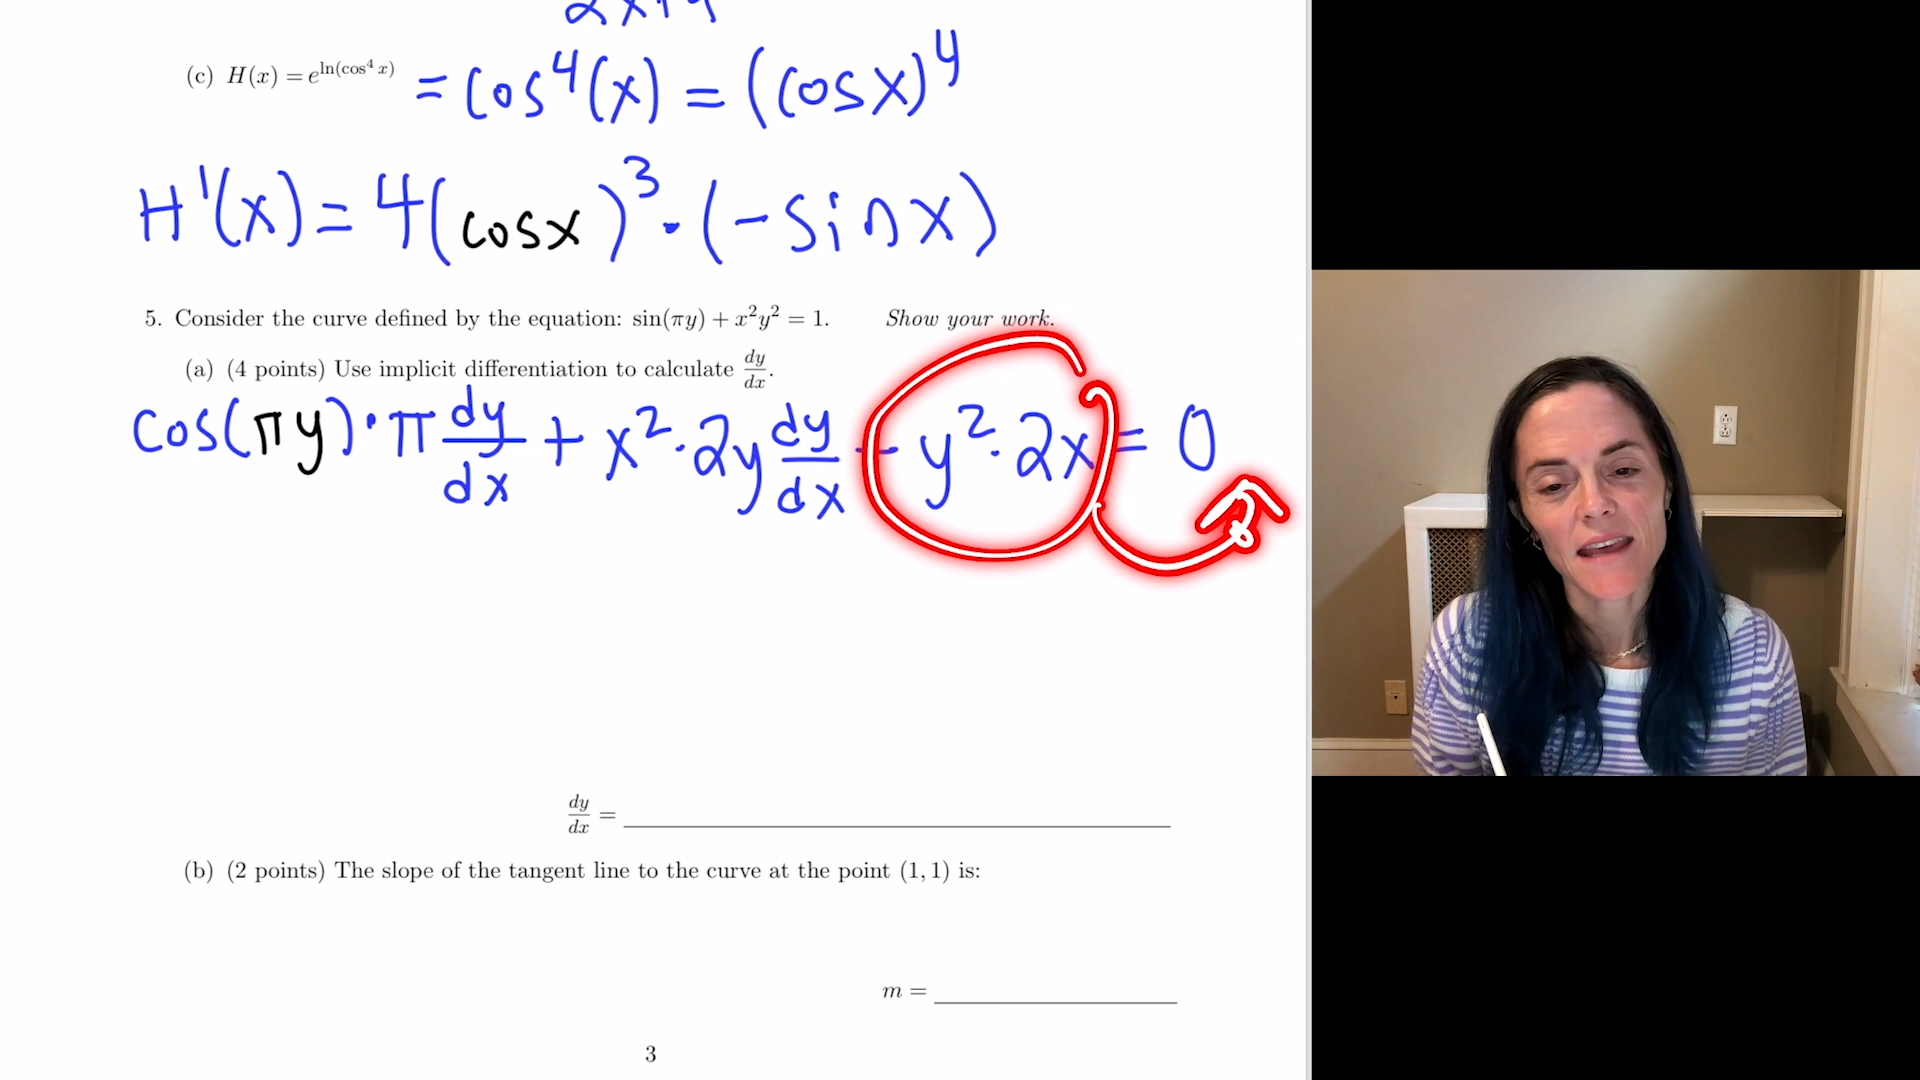 (c) H(x) = e^{ln(cos⁴ x)} = cos⁴(x) = (cosx)⁴
H'(x) = 4(cosx)³·(-sinx)
5. Consider the curve defined by the equation: sin(πy) + x²y² = 1. Show your work.
(a) (4 points) Use implicit differentiation to calculate dy/dx.
cos(πy)·π dy/dx + x²·2y dy/dx + y²·2x = 0
dy/dx =
(b) (2 points) The slope of the tangent line to the curve at the point (1, 1) is:
m =
3